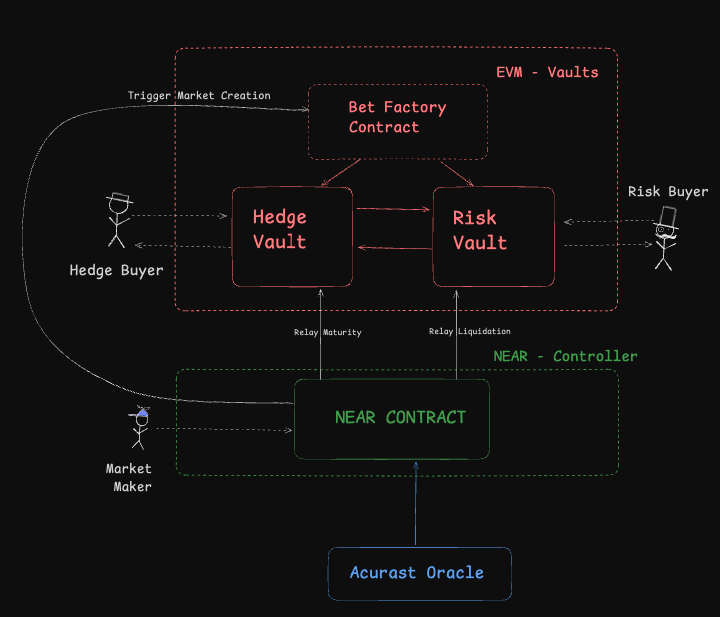 EVM - Vaults
Trigger Market Creation
Bet Factory
Contract
Risk Buyer
Hedge
Vault
Risk
Vault
Hedge Buyer
Relay Maturity
Relay Liquidation
NEAR - Controller
NEAR CONTRACT
Market
Maker
Acurast Oracle